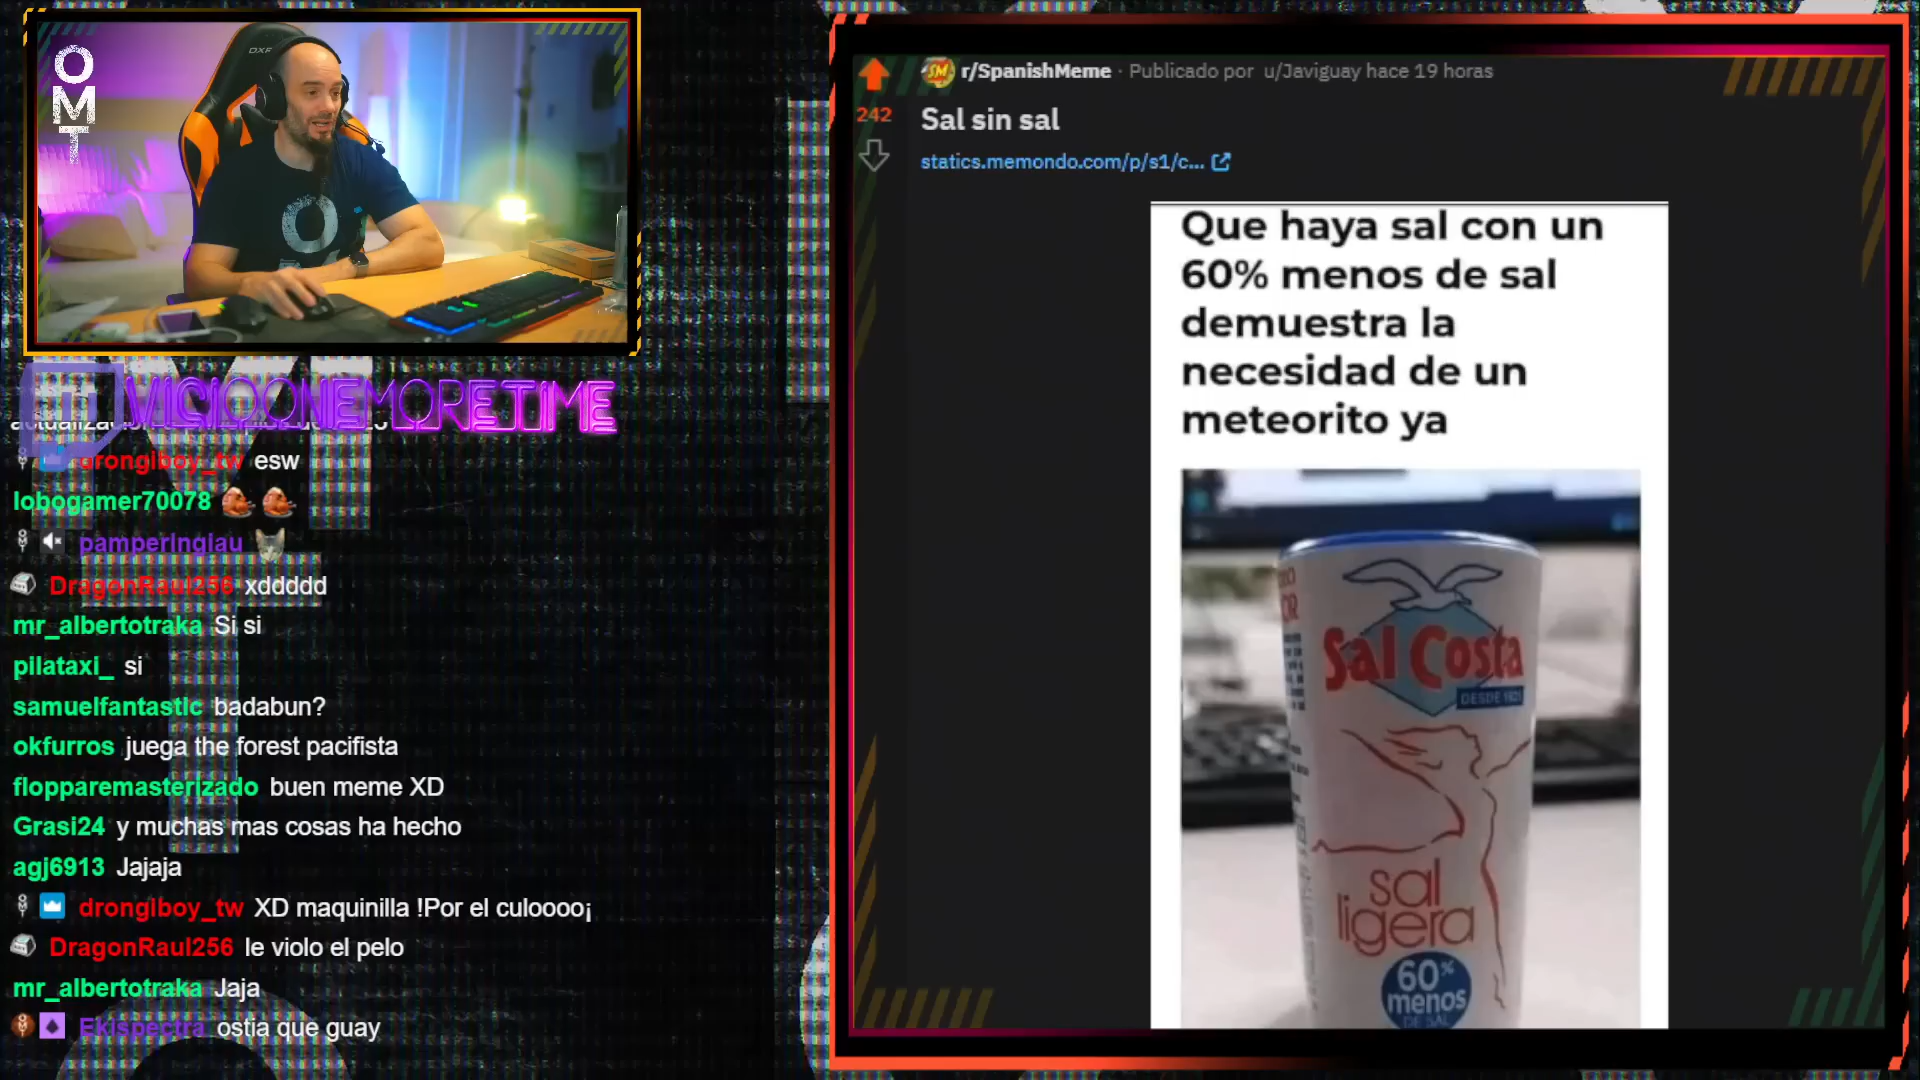 OMT
DXR
VICIOONEMORETIME
drongiboy_tw esw
lobogamer70078
pamperinglau
DragonRaul256 xddddd
mr_albertotraka Si si
pilataxi_ si
samuelfantastic badabun?
okfurros juega the forest pacifista
flopparemasterizado buen meme XD
Grasi24 y muchas mas cosas ha hecho
agj6913 Jajaja
drongiboy_tw XD maquinilla !Por el culoooo¡
DragonRaul256 le violo el pelo
mr_albertotraka Jaja
Ekispectra ostia que guay
r/SpanishMeme · Publicado por u/Javiguay hace 19 horas
242
Sal sin sal
statics.memondo.com/p/s1/c...
Que haya sal con un
60% menos de sal
demuestra la
necesidad de un
meteorito ya
Sal Costa
sal
ligera
60%
menos
DE SAL